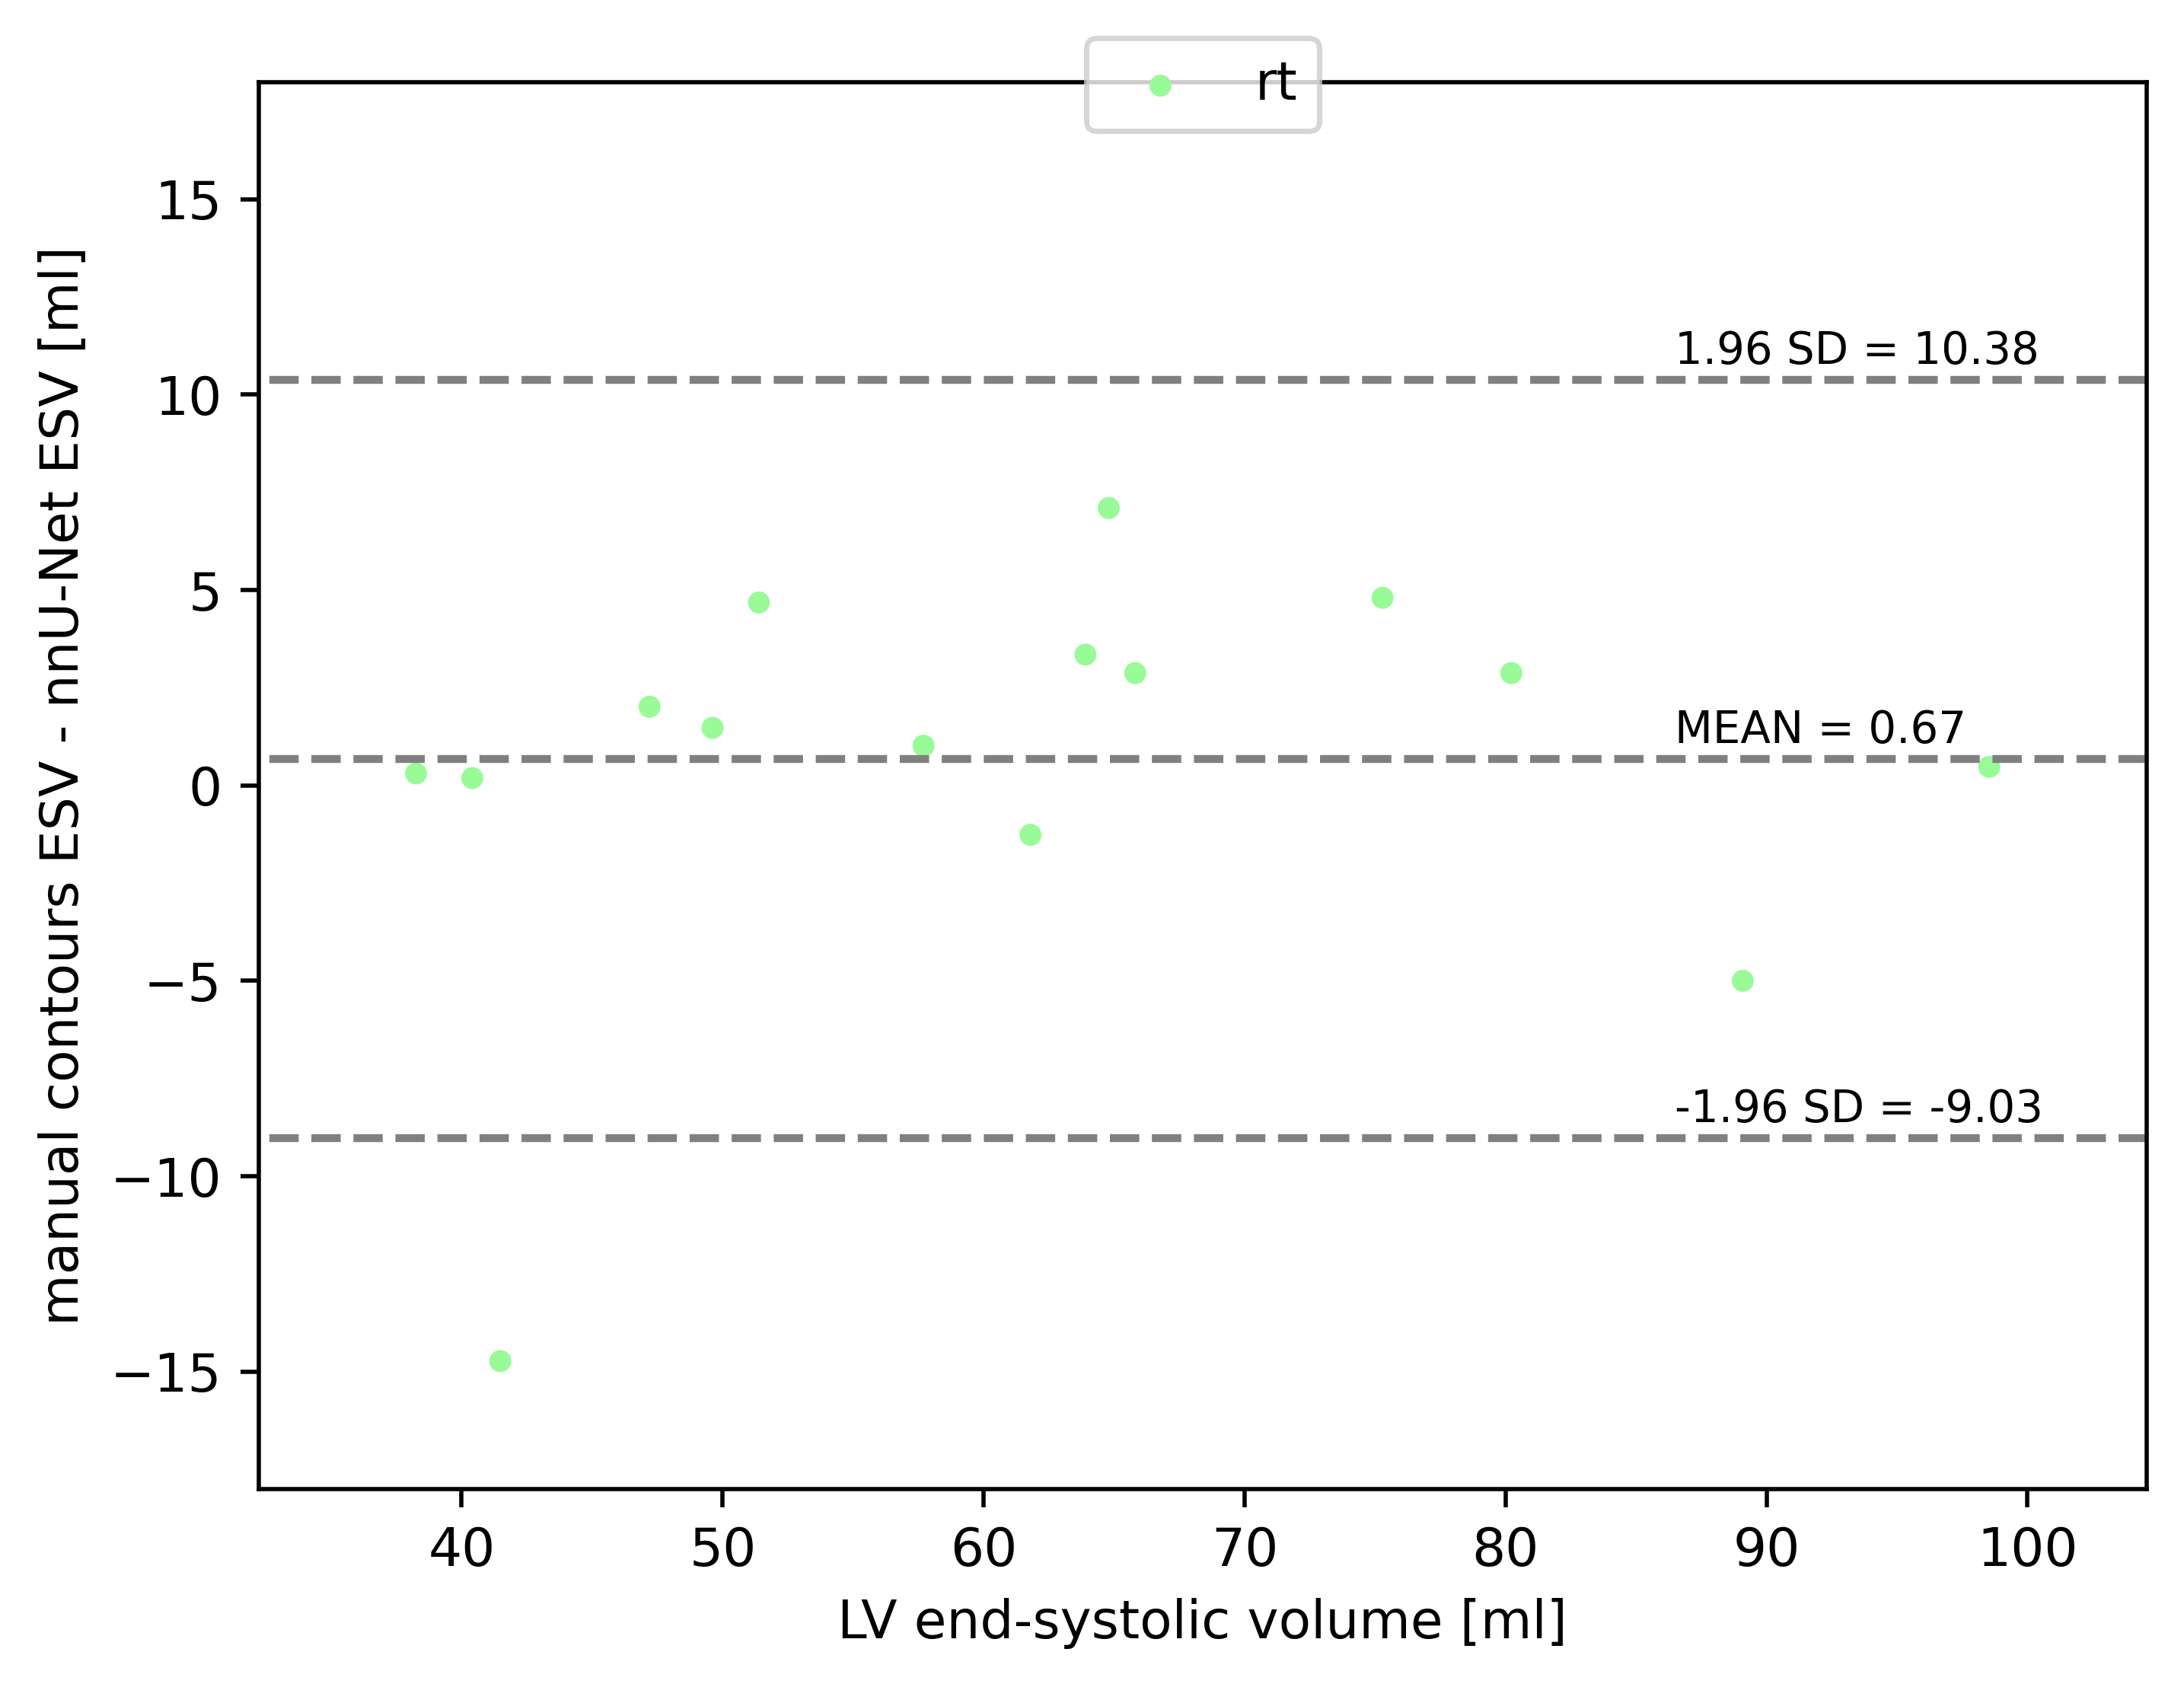 rt
manual contours ESV - nnU-Net ESV [ml]
15
10
5
0
−5
−10
−15
1.96 SD = 10.38
MEAN = 0.67
-1.96 SD = -9.03
40 50 60 70 80 90 100
LV end-systolic volume [ml]